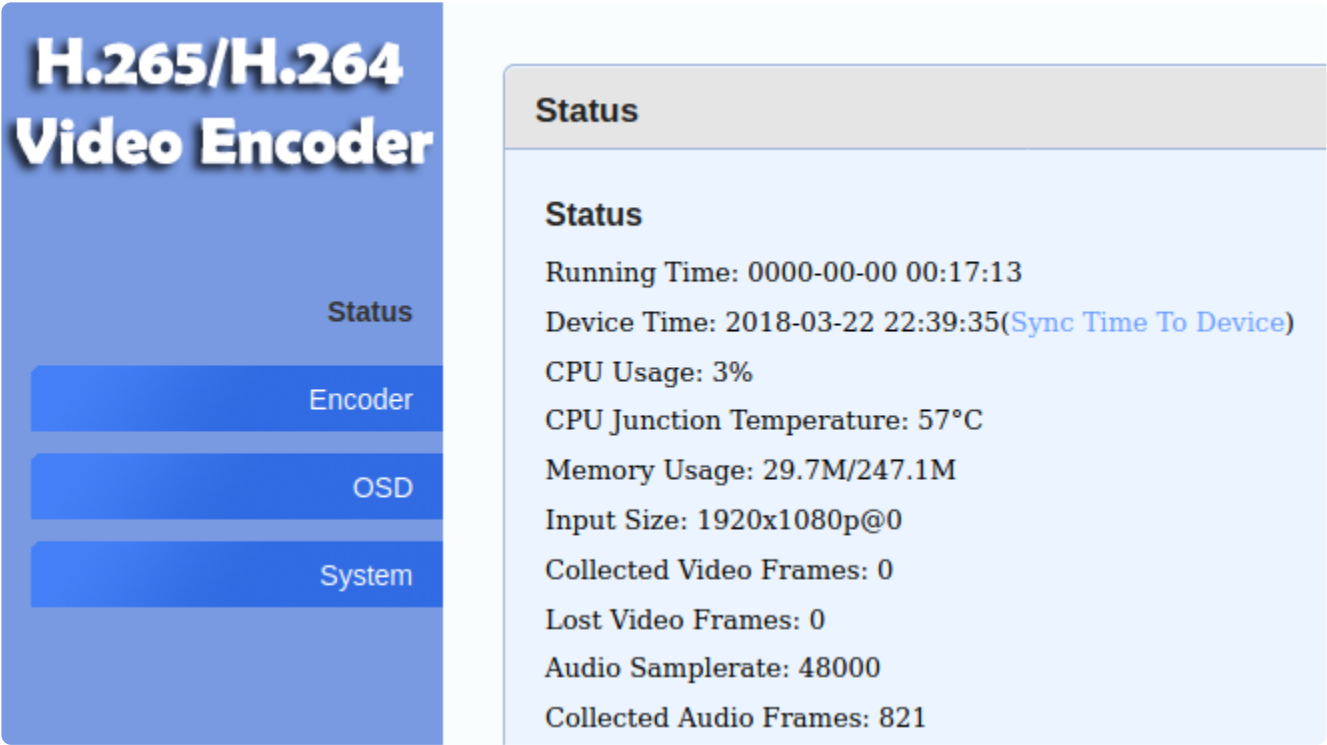 H.265/H.264
Video Encoder
Status
Encoder
OSD
System
Status
Status
Running Time: 0000-00-00 00:17:13
Device Time: 2018-03-22 22:39:35(Sync Time To Device)
CPU Usage: 3%
CPU Junction Temperature: 57°C
Memory Usage: 29.7M/247.1M
Input Size: 1920x1080p@0
Collected Video Frames: 0
Lost Video Frames: 0
Audio Samplerate: 48000
Collected Audio Frames: 821